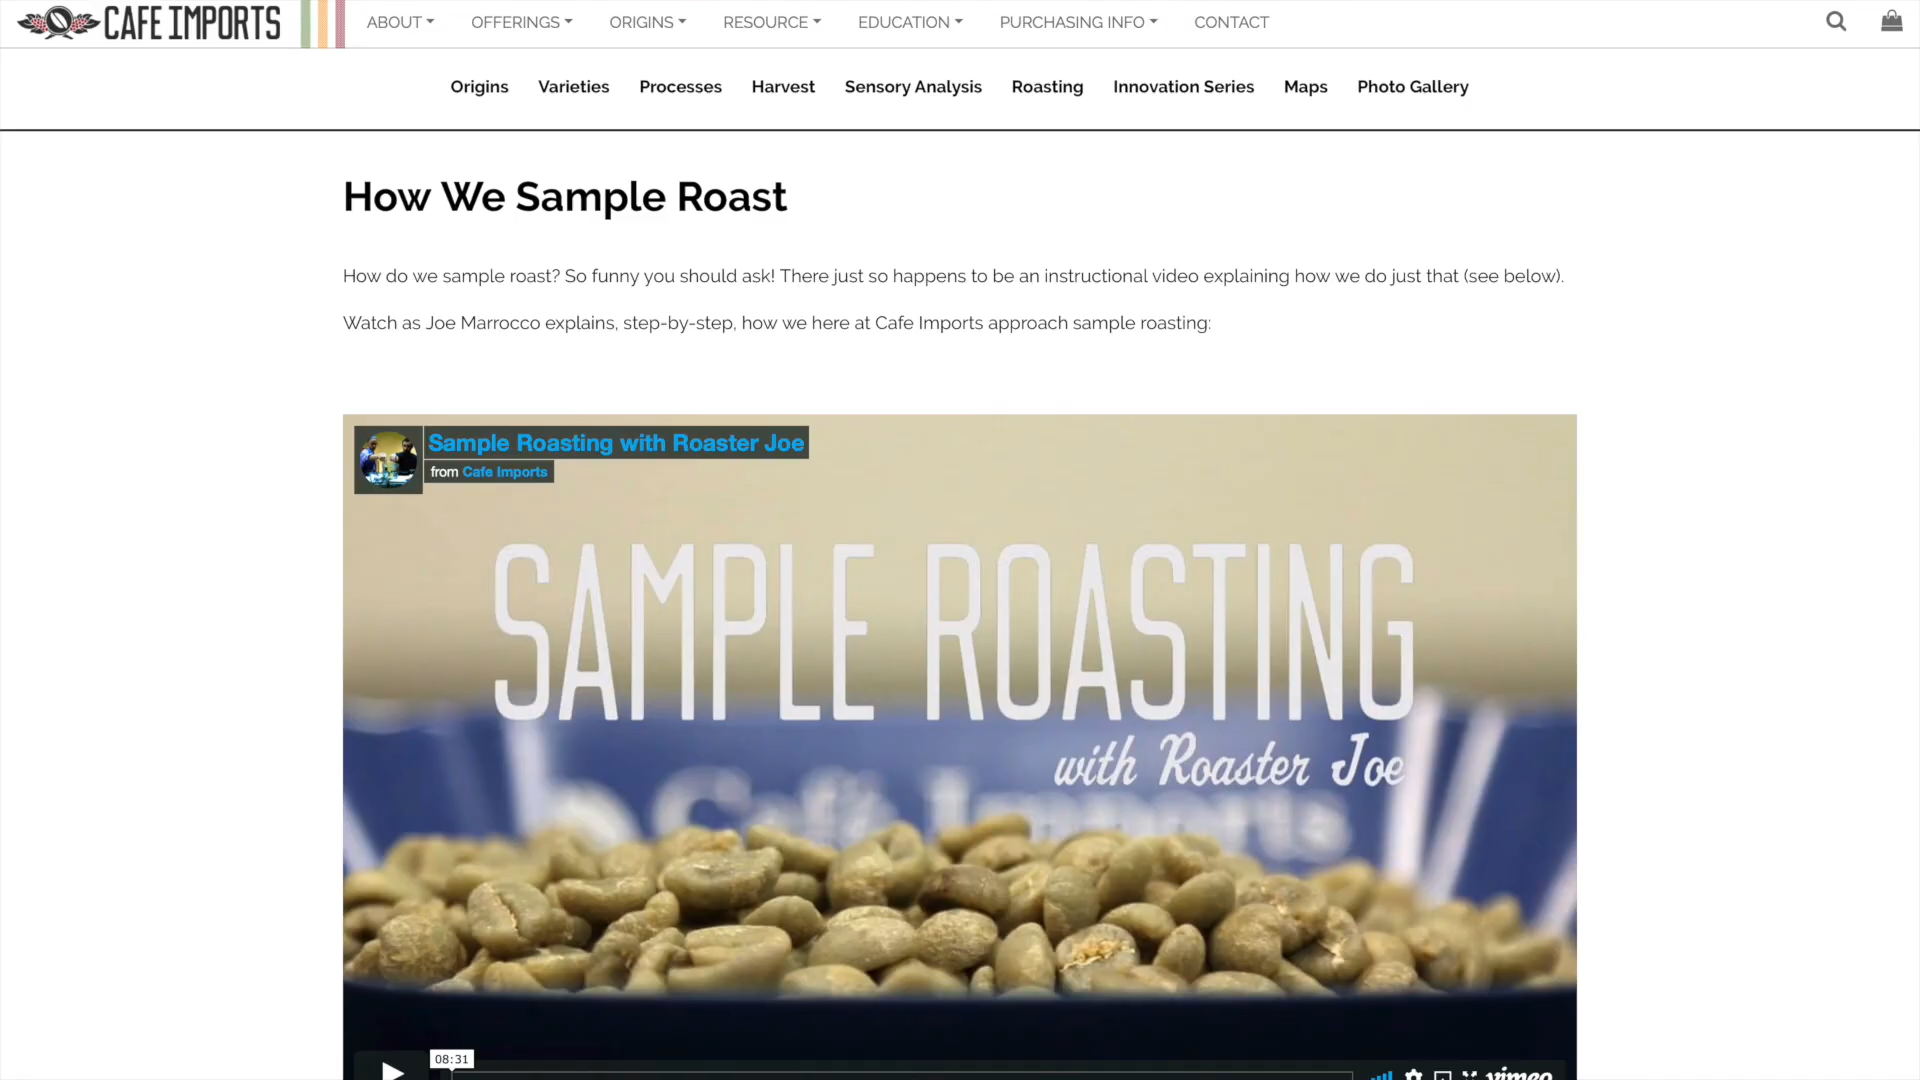 CAFE IMPORTS
ABOUT OFFERINGS ORIGINS RESOURCE EDUCATION PURCHASING INFO CONTACT
Origins Varieties Processes Harvest Sensory Analysis Roasting Innovation Series Maps Photo Gallery
How We Sample Roast
How do we sample roast? So funny you should ask! There just so happens to be an instructional video explaining how we do just that (see below).
Watch as Joe Marrocco explains, step-by-step, how we here at Cafe Imports approach sample roasting:
Sample Roasting with Roaster Joe
from Cafe Imports
SAMPLE ROASTING
with Roaster Joe
Café Imports
08:31
vimeo